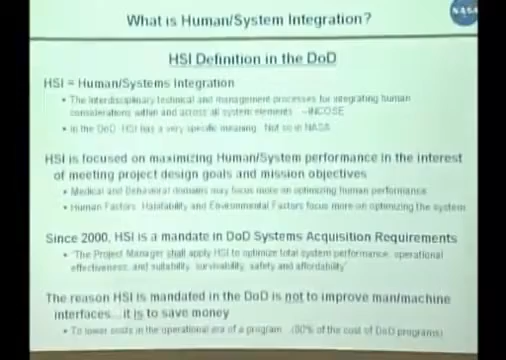 What is Human/System Integration?
NASA
HSI Definition in the DoD
HSI = Human/Systems Integration
• The interdisciplinary technical and management processes for integrating human
considerations within and across all system elements. –INCOSE
• In the DoD, HSI has a very specific meaning. Not so in NASA
HSI is focused on maximizing Human/System performance in the interest
of meeting project design goals and mission objectives
• Medical and Behavioral domains may focus more on optimizing human performance
• Human Factors, Habitability and Environmental Factors focus more on optimizing the system
Since 2000, HSI is a mandate in DoD Systems Acquisition Requirements
• "The Project Manager shall apply HSI to optimize total system performance, operational
effectiveness, and suitability, survivability, safety and affordability"
The reason HSI is mandated in the DoD is not to improve man/machine
interfaces...it is to save money
• To lower costs in the operational era of a program. (80% of the cost of DoD programs)